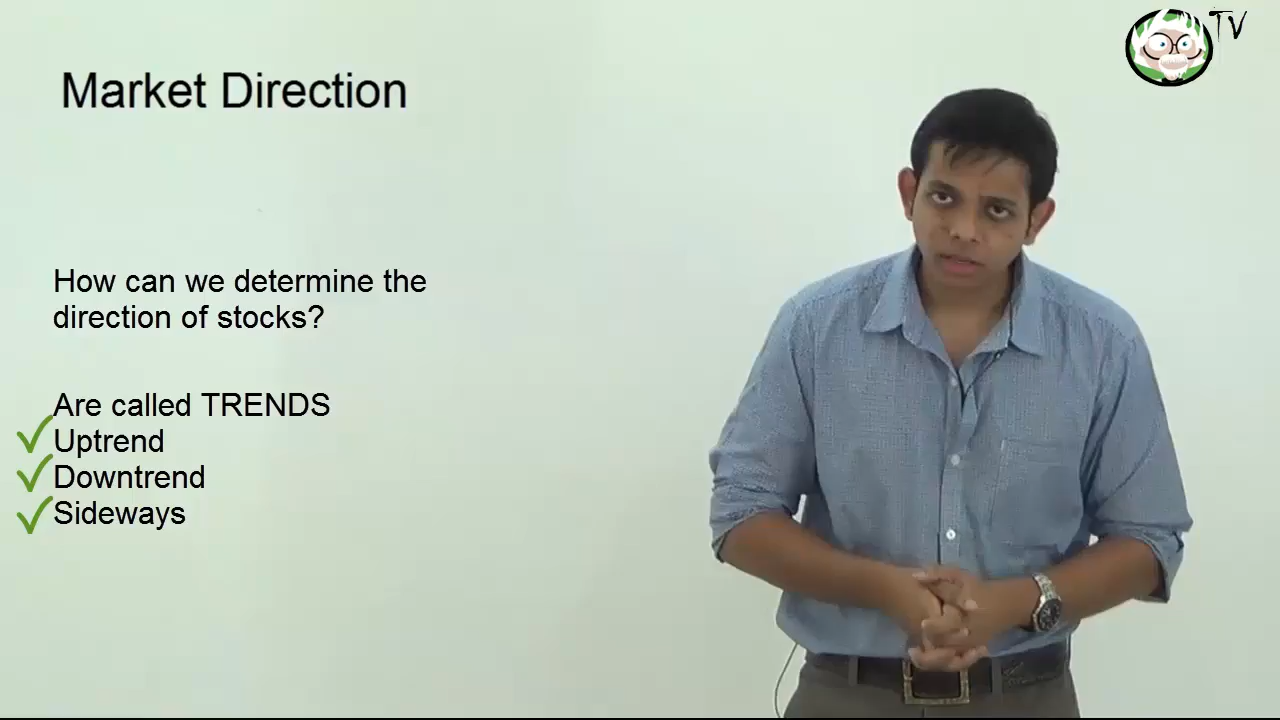 TV
Market Direction
How can we determine the
direction of stocks?
Are called TRENDS
Uptrend
Downtrend
Sideways